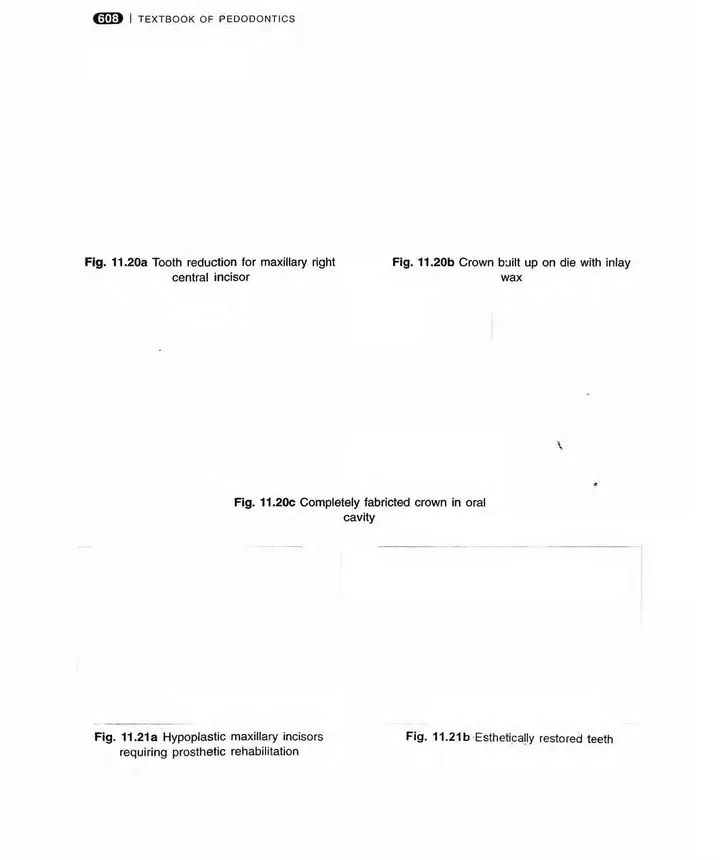 608 | TEXTBOOK OF PEDODONTICS
Fig. 11.20a Tooth reduction for maxillary right
central incisor
Fig. 11.20b Crown built up on die with inlay
wax
Fig. 11.20c Completely fabricted crown in oral
cavity
Fig. 11.21a Hypoplastic maxillary incisors
requiring prosthetic rehabilitation
Fig. 11.21b Esthetically restored teeth